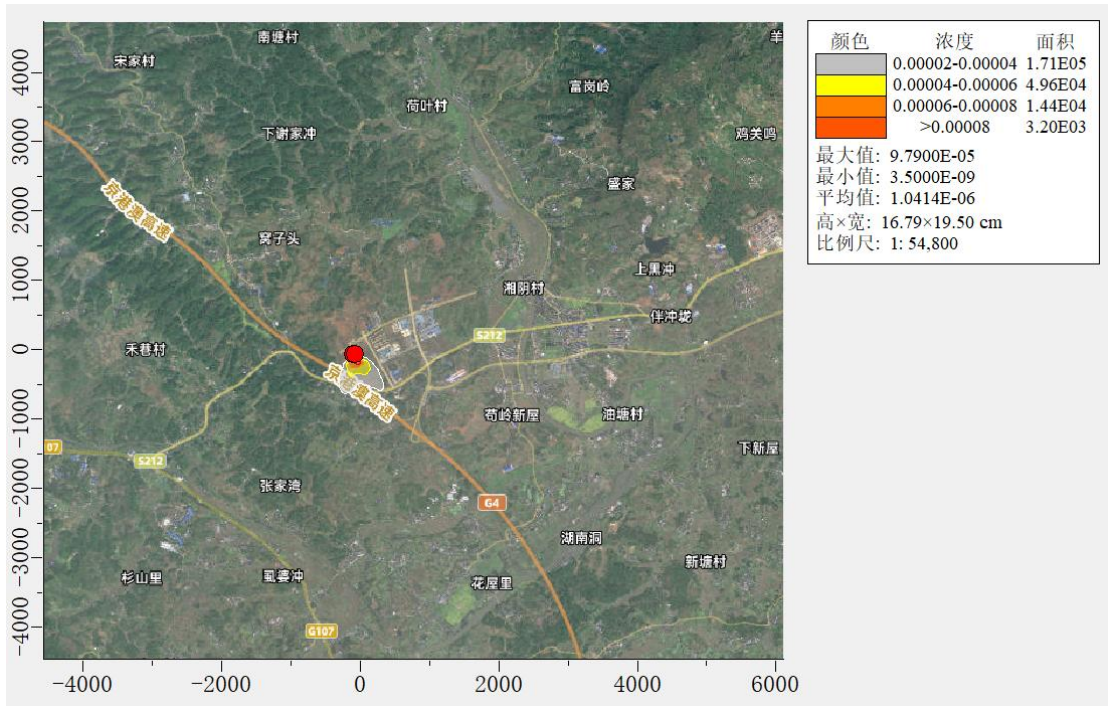 南塘村
羊
宋家村
富岗岭
荷叶村
下谢家冲
鸡关鸣
盛家
京港澳高速
窝子头
上黑冲
湘阴村
伴冲垅
S212
禾巷村
京港澳高速
苟岭新屋
油塘村
07
S212
下新屋
张家湾
G4
湖南洞
新塘村
杉山里
虱婆冲
花屋里
G107
4000
3000
2000
1000
0
-1000
-2000
-3000
-4000
-4000
-2000
0
2000
4000
6000
颜色 浓度 面积
0.00002-0.00004 1.71E05
0.00004-0.00006 4.96E04
0.00006-0.00008 1.44E04
>0.00008 3.20E03
最大值: 9.7900E-05
最小值: 3.5000E-09
平均值: 1.0414E-06
高×宽: 16.79×19.50 cm
比例尺: 1: 54,800